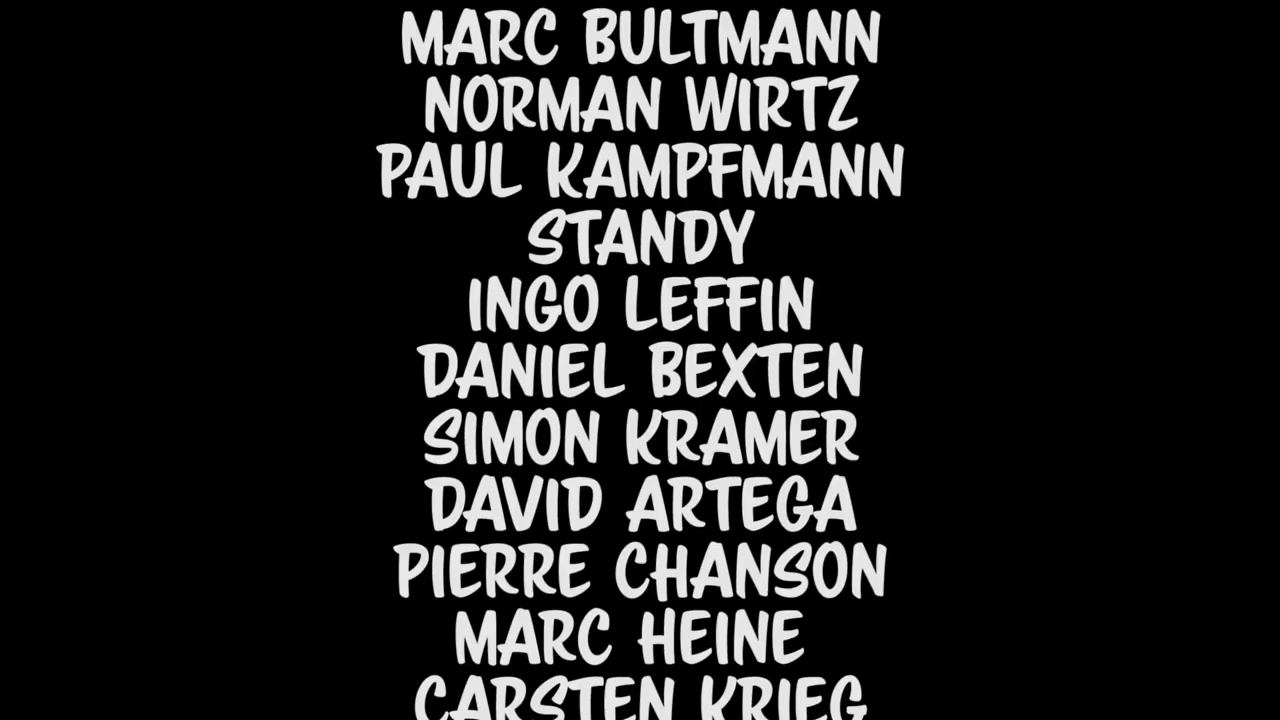 MARC BULTMANN
NORMAN WIRTZ
PAUL KAMPFMANN
STANDY
INGO LEFFIN
DANIEL BEXTEN
SIMON KRAMER
DAVID ARTEGA
PIERRE CHANSON
MARC HEINE
CARSTEN KRIEG